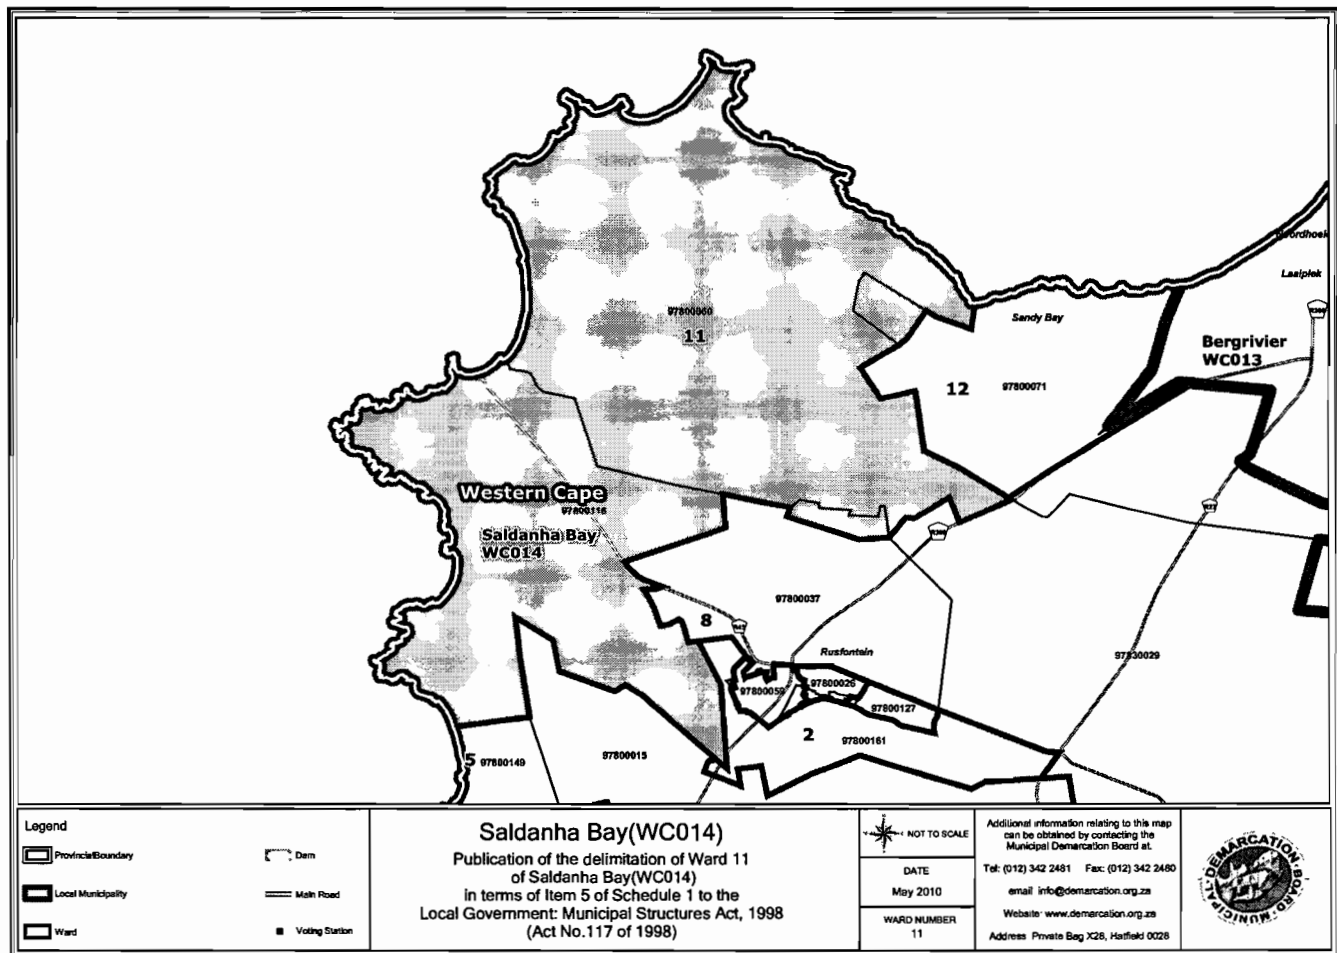 Noordhoek
Laaiplek
R399
Sandy Bay
Bergrivier
WC013
97800060
11
12
97800071
Western Cape
97800116
Saldanha Bay
WC014
R399
R27
97800037
8
R45
Rusfontein
97830029
97800059
97800026
97800127
2
97800161
5
97800149
97800015
Legend
Provincial Boundary
Dam
Local Municipality
Main Road
Ward
Voting Station
Saldanha Bay(WC014)
Publication of the delimitation of Ward 11
of Saldanha Bay(WC014)
in terms of Item 5 of Schedule 1 to the
Local Government: Municipal Structures Act, 1998
(Act No.117 of 1998)
NOT TO SCALE
DATE
May 2010
WARD NUMBER
11
Additional information relating to this map
can be obtained by contacting the
Municipal Demarcation Board at.
Tel: (012) 342 2481 Fax: (012) 342 2480
email info@demarcation.org.za
Website: www.demarcation.org.za
Address Private Bag X28, Hatfield 0028
MUNICIPAL DEMARCATION BOARD